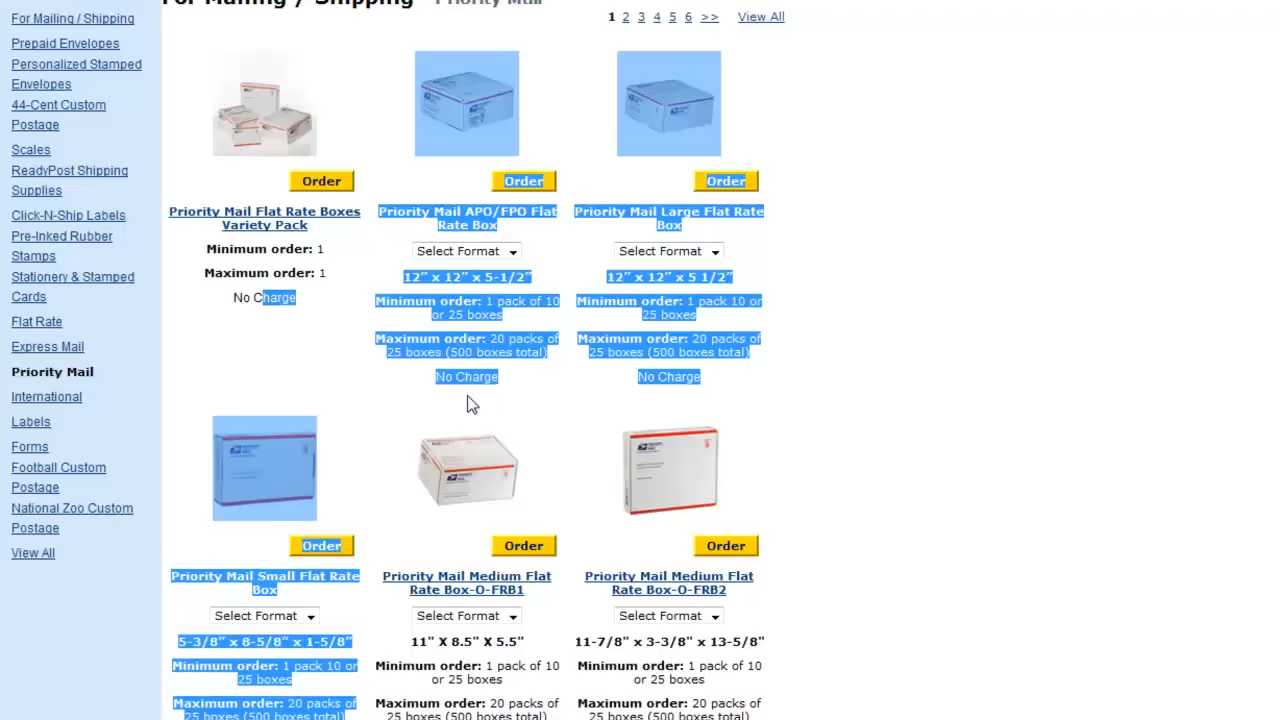 For Mailing / Shipping
Prepaid Envelopes
Personalized Stamped
Envelopes
44-Cent Custom
Postage
Scales
ReadyPost Shipping
Supplies
Click-N-Ship Labels
Pre-Inked Rubber
Stamps
Stationery & Stamped
Cards
Flat Rate
Express Mail
Priority Mail
International
Labels
Forms
Football Custom
Postage
National Zoo Custom
Postage
View All
For Mailing / Shipping - Priority Mail
1 2 3 4 5 6 >> View All
Order
Priority Mail Flat Rate Boxes
Variety Pack
Minimum order: 1
Maximum order: 1
No Charge
Order
Priority Mail APO/FPO Flat
Rate Box
Select Format
12” x 12” x 5-1/2”
Minimum order: 1 pack of 10
or 25 boxes
Maximum order: 20 packs of
25 boxes (500 boxes total)
No Charge
Order
Priority Mail Large Flat Rate
Box
Select Format
12” x 12” x 5 1/2”
Minimum order: 1 pack 10 or
25 boxes
Maximum order: 20 packs of
25 boxes (500 boxes total)
No Charge
Order
Priority Mail Small Flat Rate
Box
Select Format
5-3/8” x 8-5/8” x 1-5/8”
Minimum order: 1 pack 10 or
25 boxes
Maximum order: 20 packs of
25 boxes (500 boxes total)
Order
Priority Mail Medium Flat
Rate Box-O-FRB1
Select Format
11" X 8.5" X 5.5"
Minimum order: 1 pack of 10
or 25 boxes
Maximum order: 20 packs of
25 boxes (500 boxes total)
Order
Priority Mail Medium Flat
Rate Box-O-FRB2
Select Format
11-7/8" x 3-3/8" x 13-5/8"
Minimum order: 1 pack of 10
or 25 boxes
Maximum order: 20 packs of
25 boxes (500 boxes total)